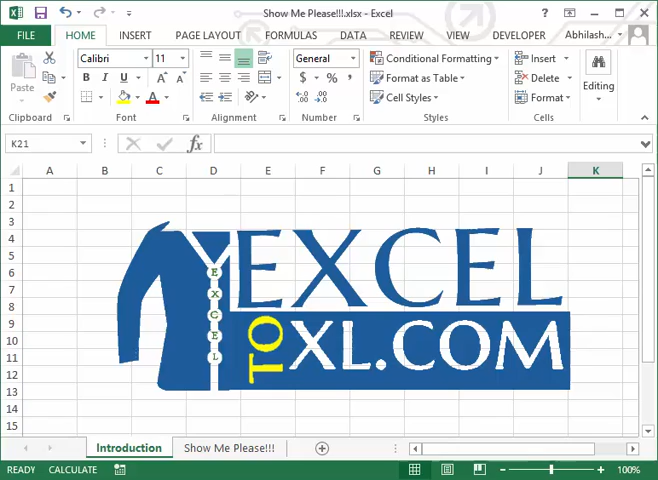 Show Me Please!!!.xlsx - Excel
FILE HOME INSERT PAGE LAYOUT FORMULAS DATA REVIEW VIEW DEVELOPER Abhilash...
Paste
Calibri 11
B I U
A A
A
General
$ % ,
Conditional Formatting
Format as Table
Cell Styles
Insert
Delete
Format
Editing
Clipboard Font Alignment Number Styles Cells
K21
fx
A B C D E F G H I J K
1
2
3
4
5
6
7
8
9
10
11
12
13
14
15
E
X
C
E
L
EXCEL
TO
XL.COM
Introduction Show Me Please!!!
READY CALCULATE 100%